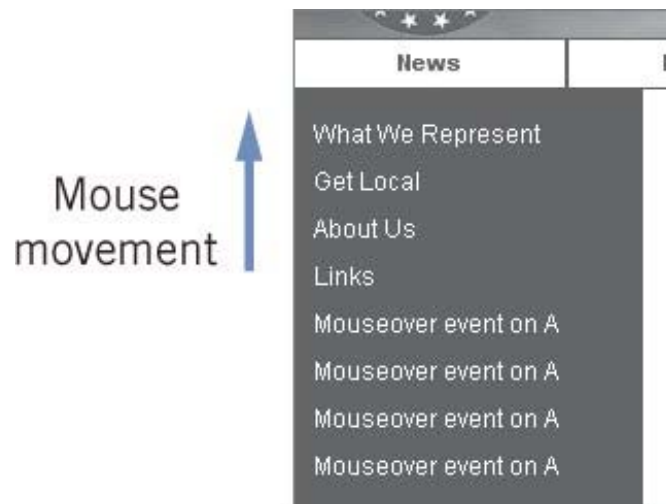 News
What We Represent
Get Local
About Us
Links
Mouseover event on A
Mouseover event on A
Mouseover event on A
Mouseover event on A
Mouse
movement